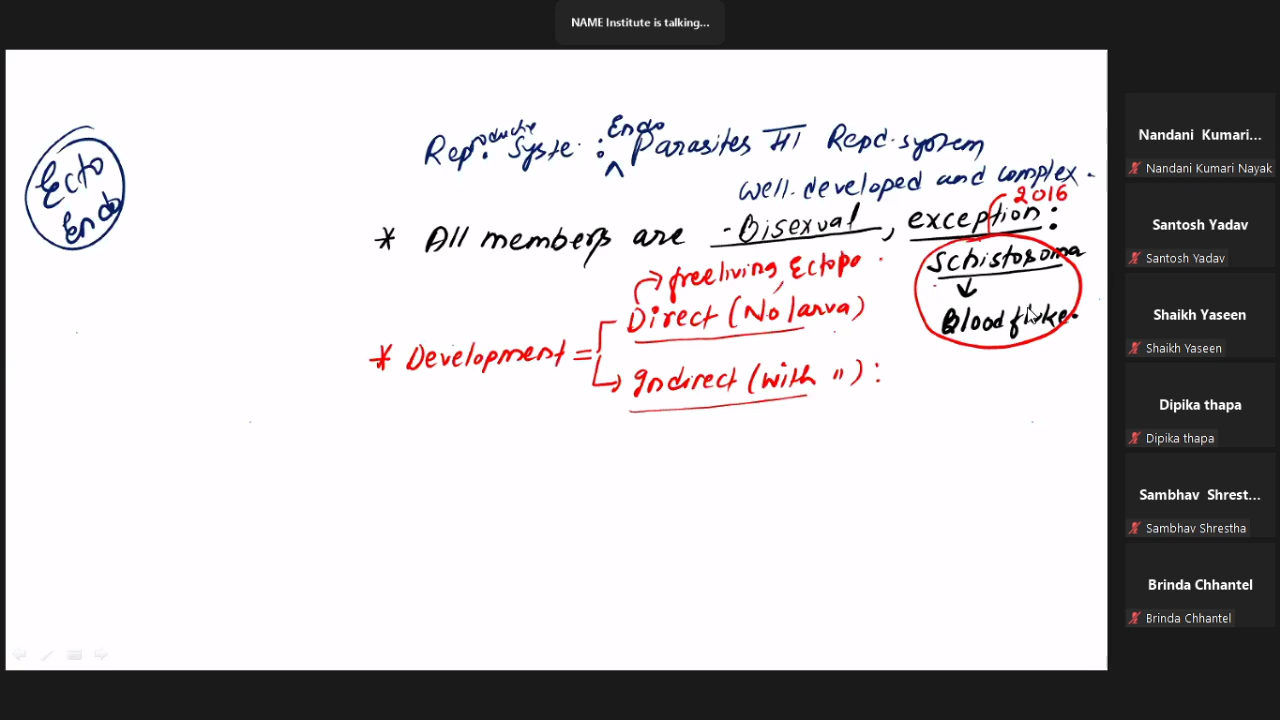 NAME Institute is talking...
Ecto
Endo
Reproductive Syste : Endo Parasites Repd. system
well-developed and complex.
2016
* All members are Bisexual, exception:
Schistosoma
Blood fluke.
freeliving, Ectopa
* Development = Direct (No larva)
Indirect (with "):
Nandani Kumari...
Nandani Kumari Nayak
Santosh Yadav
Santosh Yadav
Shaikh Yaseen
Shaikh Yaseen
Dipika thapa
Dipika thapa
Sambhav Shrest...
Sambhav Shrestha
Brinda Chhantel
Brinda Chhantel